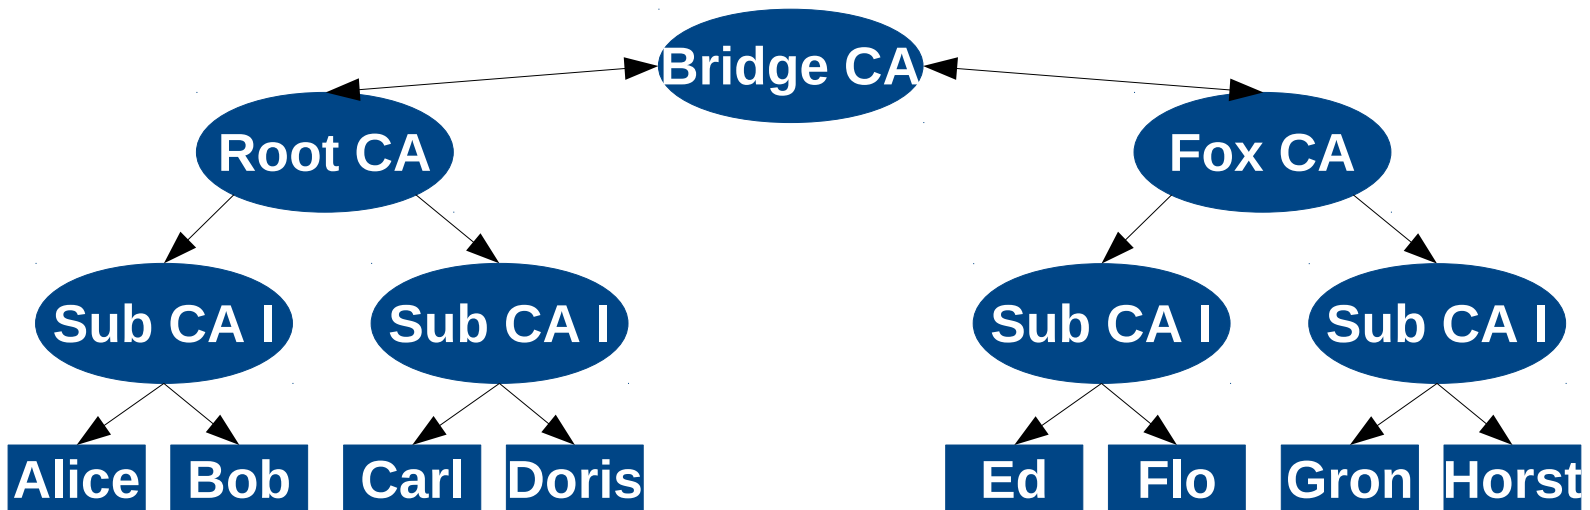 Bridge CA
Root CA
Fox CA
Sub CA I
Sub CA I
Sub CA I
Sub CA I
Alice
Bob
Carl
Doris
Ed
Flo
Gron
Horst